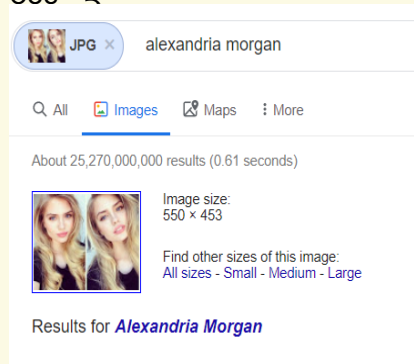 JPG × alexandria morgan
All Images Maps More
About 25,270,000,000 results (0.61 seconds)
Image size:
550 × 453
Find other sizes of this image:
All sizes - Small - Medium - Large
Results for Alexandria Morgan